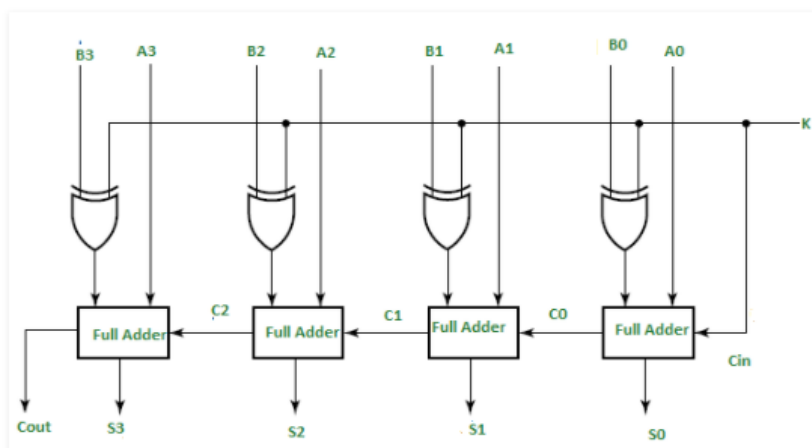 B3 A3 B2 A2 B1 A1 B0 A0
K
C2 C1 C0
Full Adder Full Adder Full Adder Full Adder
Cin
Cout S3 S2 S1 S0